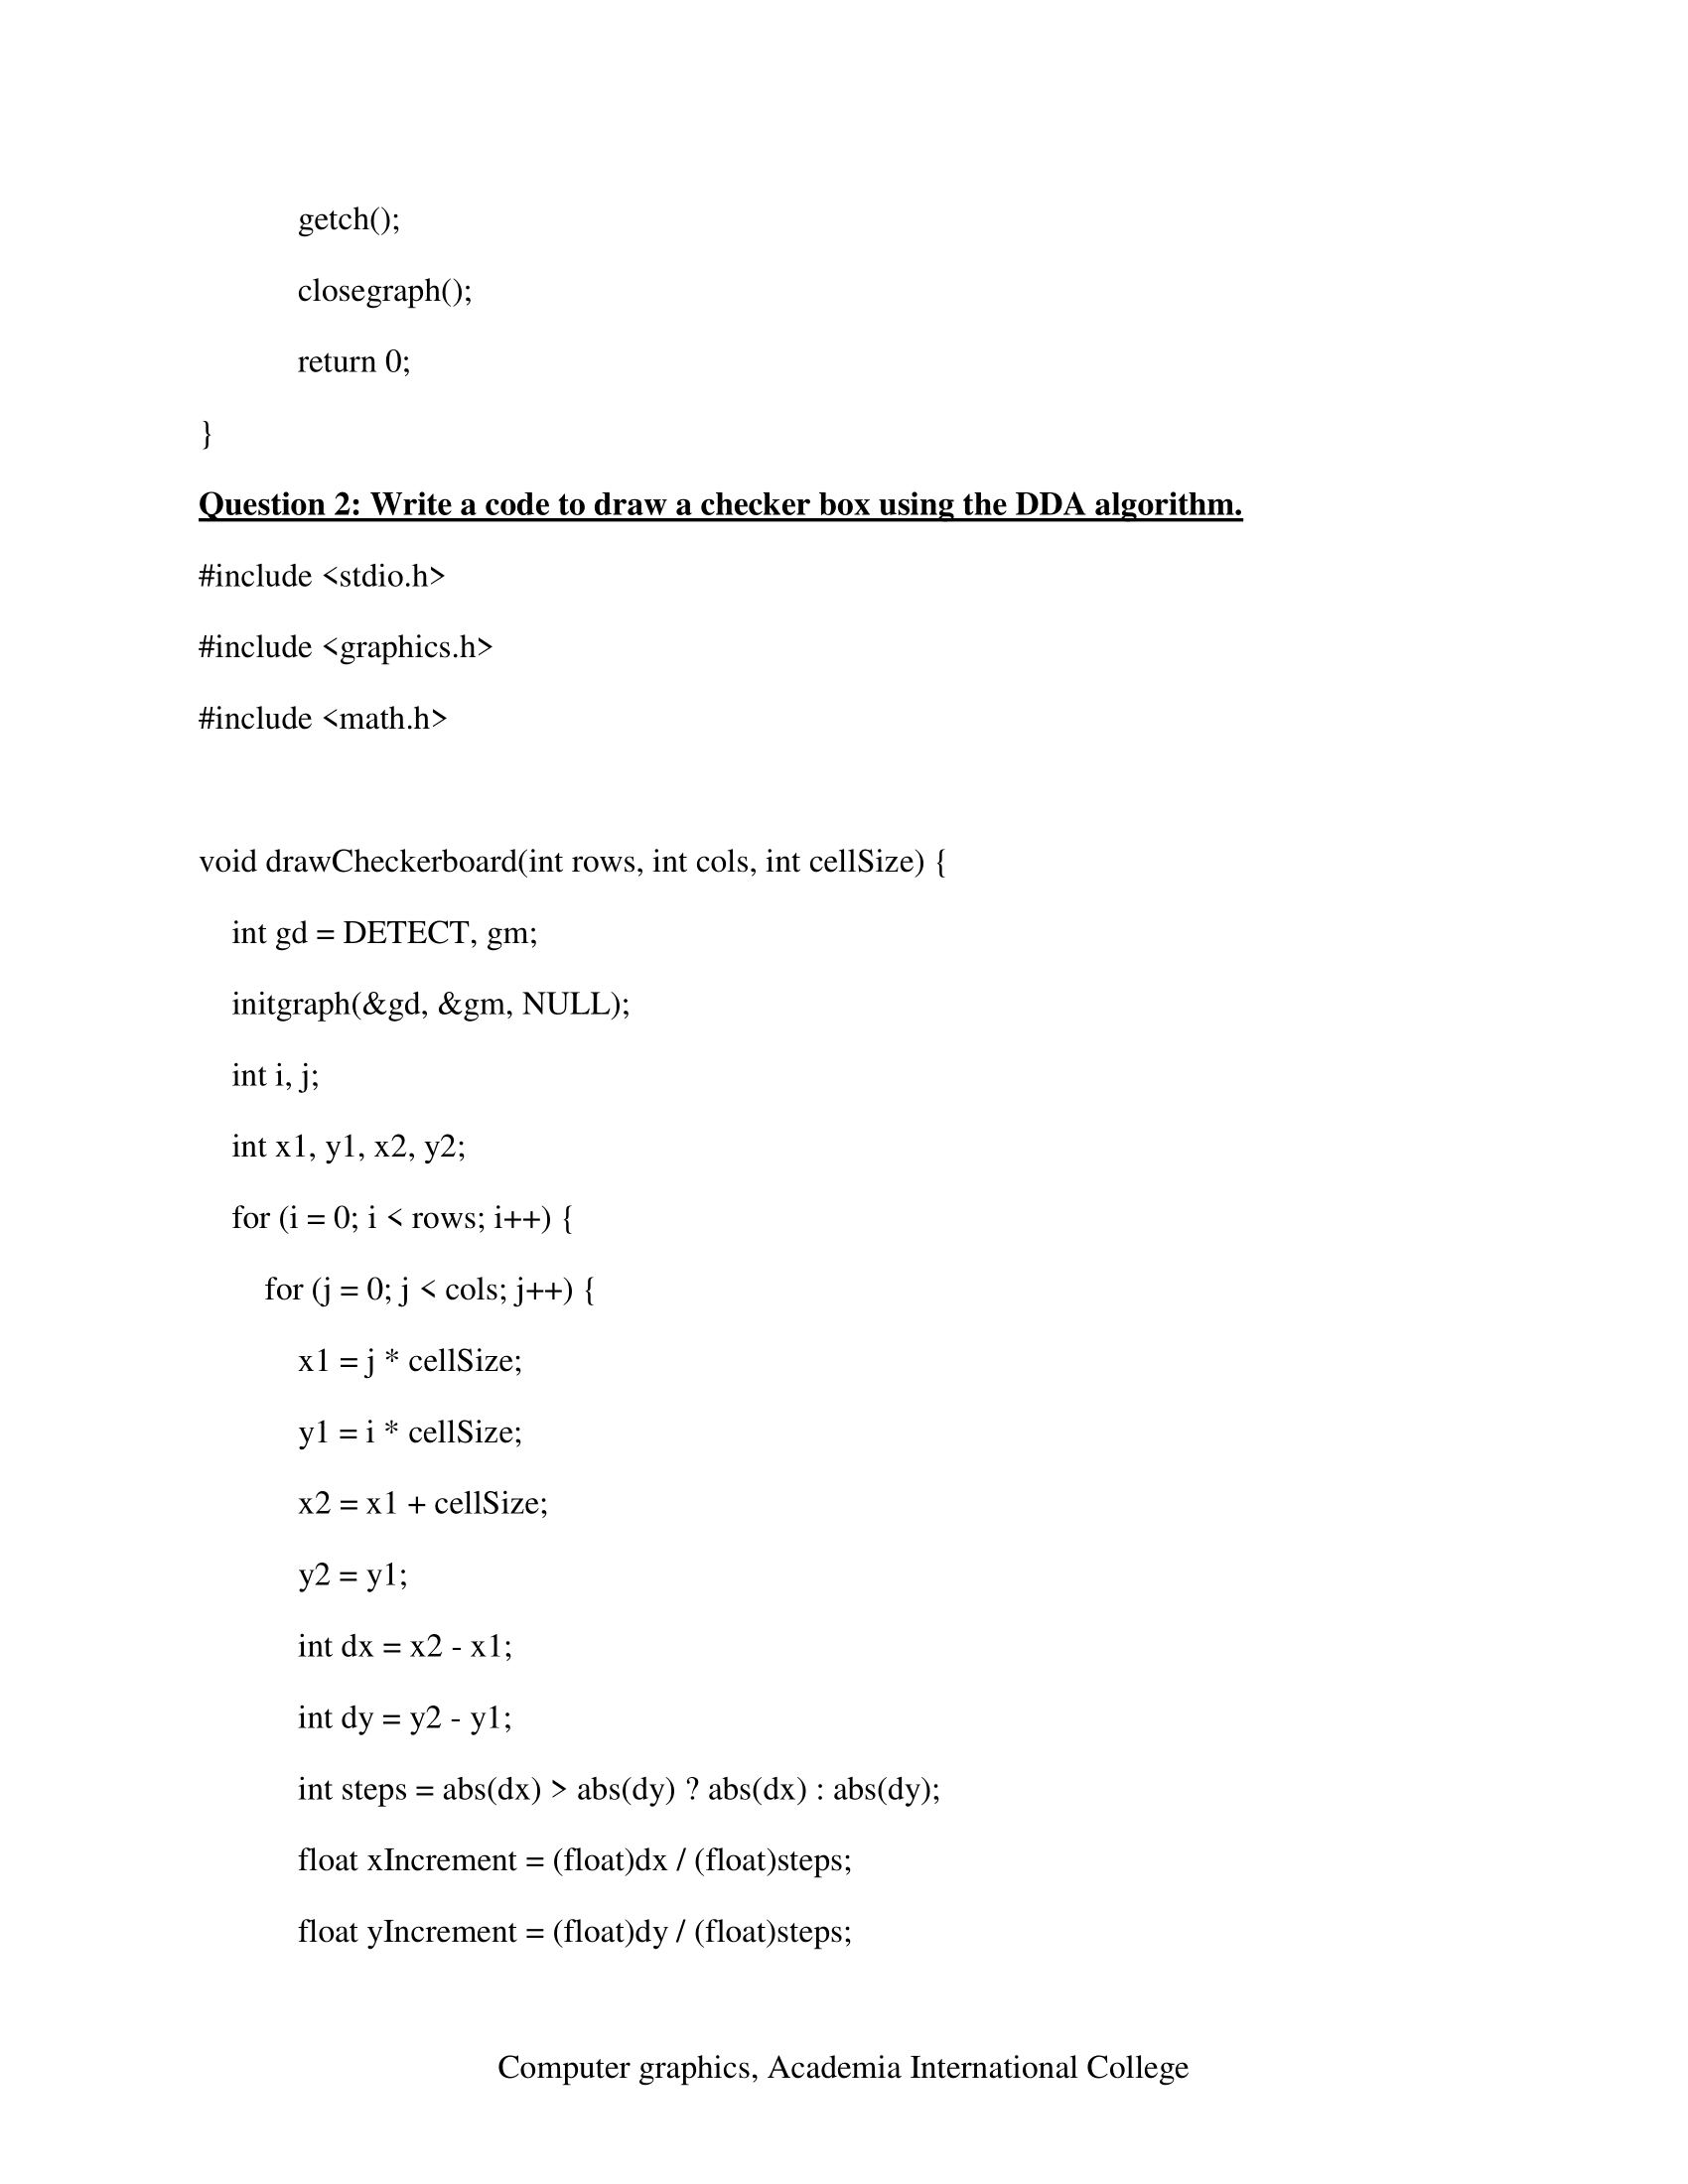 getch();
closegraph();
return 0;
}
Question 2: Write a code to draw a checker box using the DDA algorithm.
#include <stdio.h>
#include <graphics.h>
#include <math.h>
void drawCheckerboard(int rows, int cols, int cellSize) {
int gd = DETECT, gm;
initgraph(&gd, &gm, NULL);
int i, j;
int x1, y1, x2, y2;
for (i = 0; i < rows; i++) {
for (j = 0; j < cols; j++) {
x1 = j * cellSize;
y1 = i * cellSize;
x2 = x1 + cellSize;
y2 = y1;
int dx = x2 - x1;
int dy = y2 - y1;
int steps = abs(dx) > abs(dy) ? abs(dx) : abs(dy);
float xIncrement = (float)dx / (float)steps;
float yIncrement = (float)dy / (float)steps;
Computer graphics, Academia International College